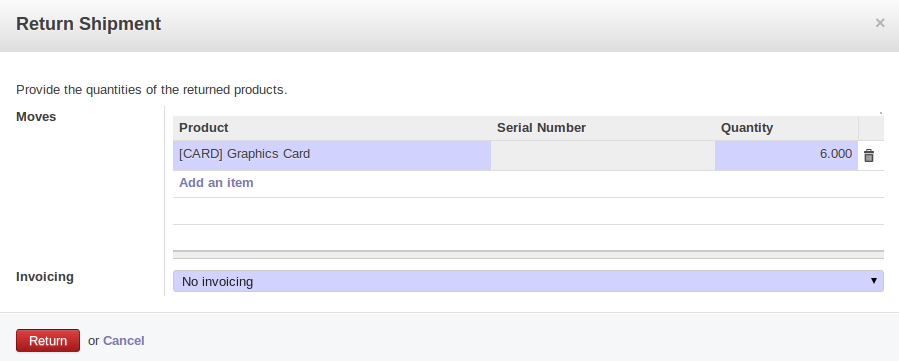 Return Shipment ×
Provide the quantities of the returned products.
Moves
Product Serial Number Quantity
[CARD] Graphics Card 6.000
Add an item
Invoicing No invoicing
Return or Cancel